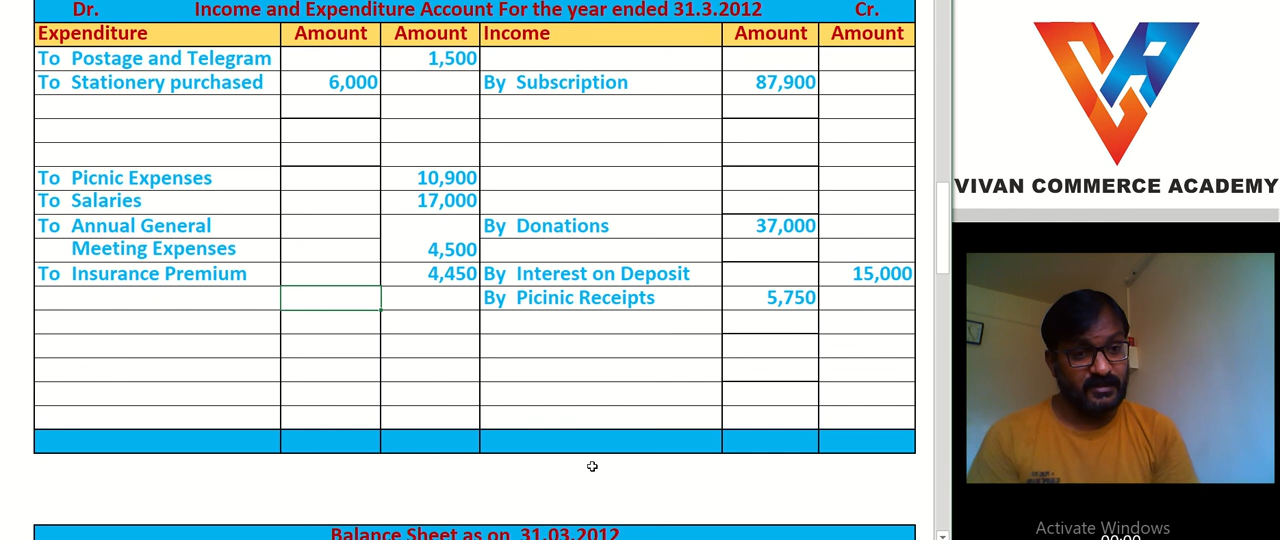 Dr. Income and Expenditure Account For the year ended 31.3.2012 Cr.
Expenditure Amount Amount Income Amount Amount
To Postage and Telegram 1,500
To Stationery purchased 6,000 By Subscription 87,900
To Picnic Expenses 10,900
To Salaries 17,000
To Annual General By Donations 37,000
Meeting Expenses 4,500
To Insurance Premium 4,450 By Interest on Deposit 15,000
By Picinic Receipts 5,750
Balance Sheet as on 31.03.2012
VIVAN COMMERCE ACADEMY
Activate Windows
00:00